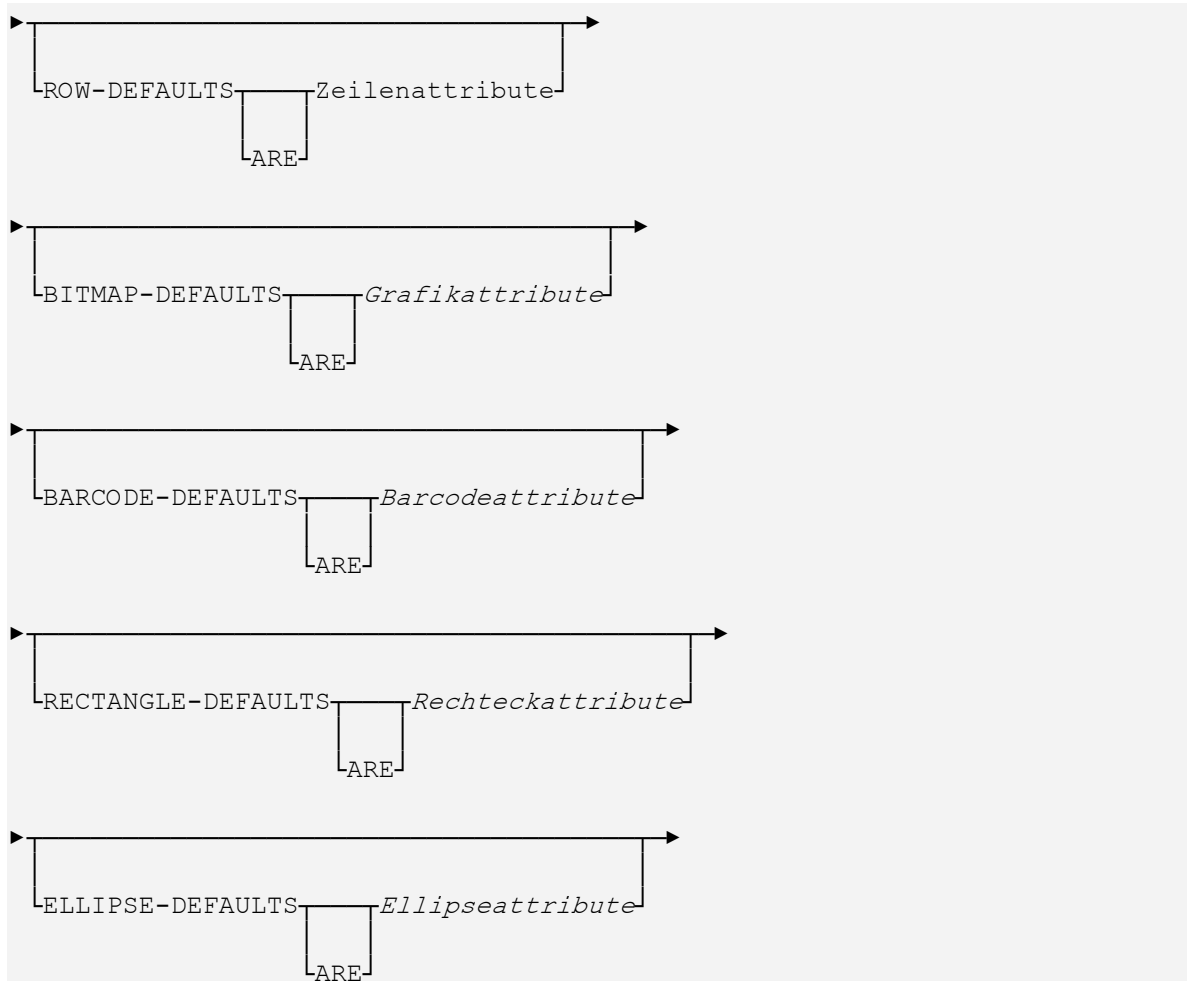 ROW-DEFAULTS Zeilenattribute
ARE
BITMAP-DEFAULTS Grafikattribute
ARE
BARCODE-DEFAULTS Barcodeattribute
ARE
RECTANGLE-DEFAULTS Rechteckattribute
ARE
ELLIPSE-DEFAULTS Ellipseattribute
ARE